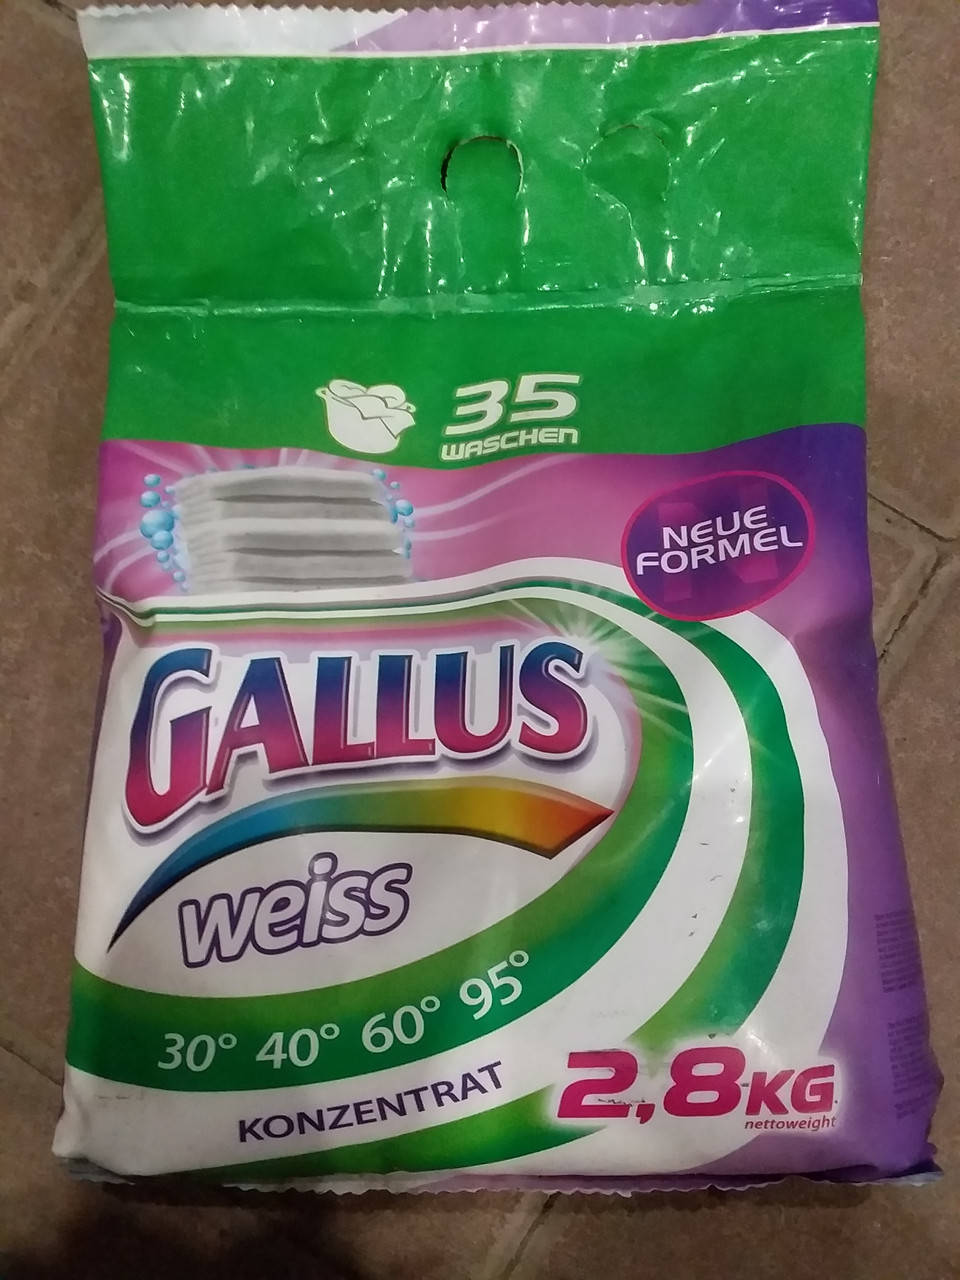 35
WASCHEN
NEUE
FORMEL
GALLUS
weiss
30° 40° 60° 95°
KONZENTRAT
2,8KG
nettoweight